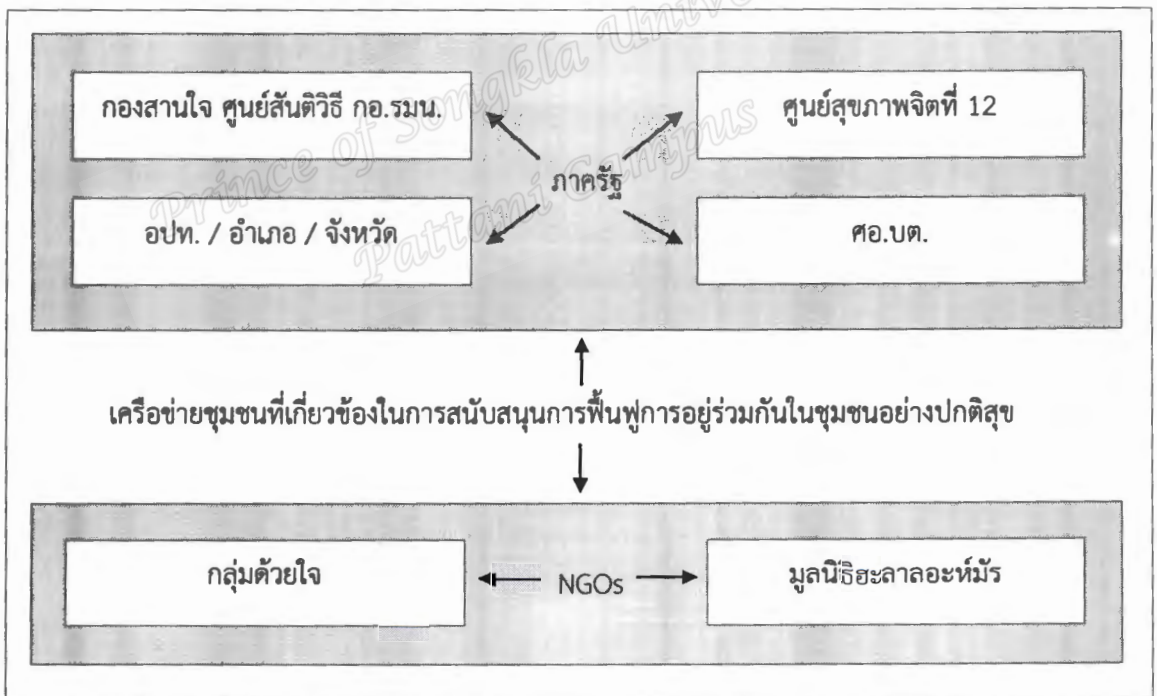 Prince of Songkla Unive
Pattani Campus
กองสานใจ ศูนย์สันติวิธี กอ.รมน.
ศูนย์สุขภาพจิตที่ 12
ภาครัฐ
อปท. / อำเภอ / จังหวัด
ศอ.บต.
เครือข่ายชุมชนที่เกี่ยวข้องในการสนับสนุนการฟื้นฟูการอยู่ร่วมกันในชุมชนอย่างปกติสุข
กลุ่มด้วยใจ
NGOs
มูลนิธิฮะลาลอะห์มัร